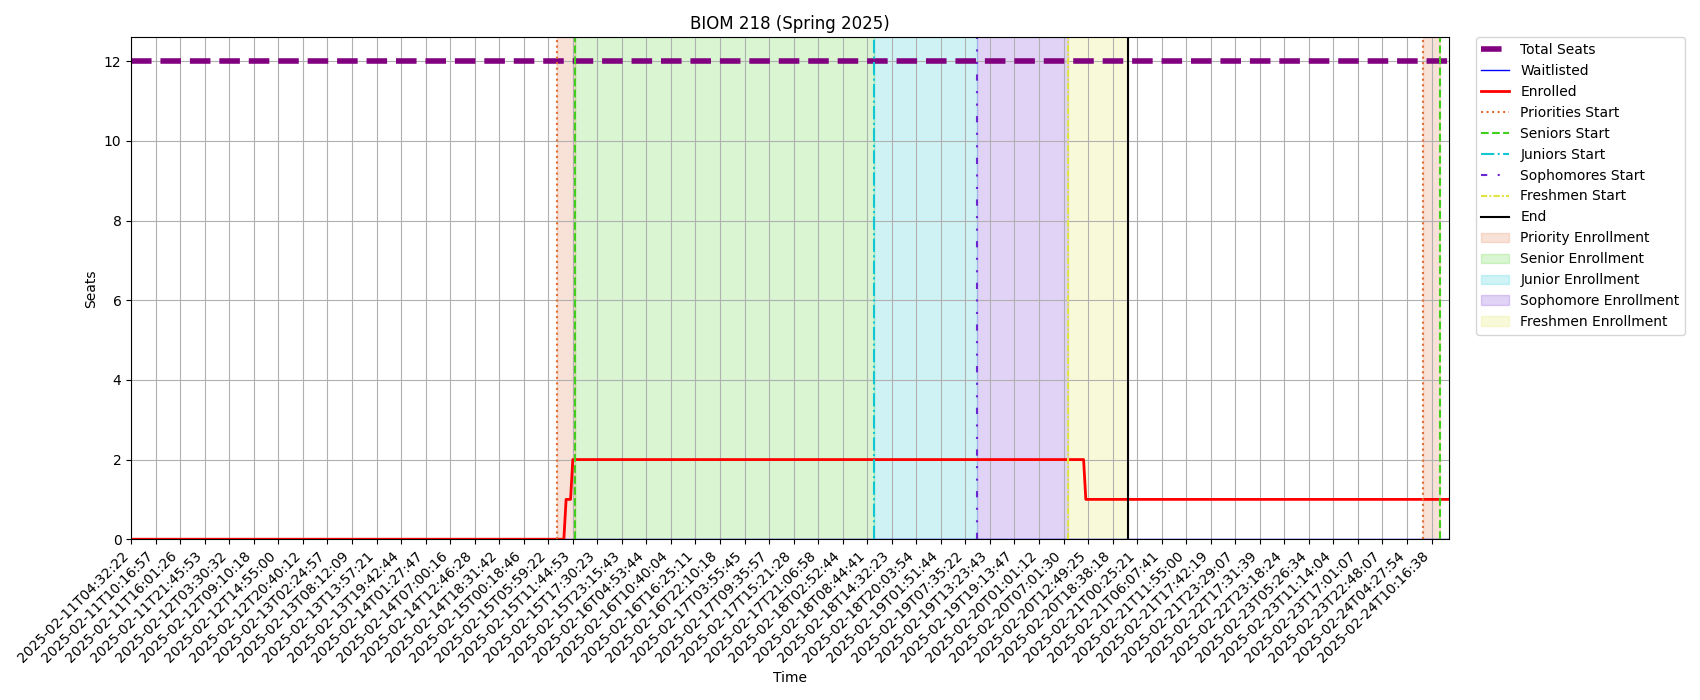 BIOM 218 (Spring 2025)
Seats
12
10
8
6
4
2
0
2025-02-11T04:32:22
2025-02-11T10:16:57
2025-02-11T16:01:26
2025-02-11T21:45:53
2025-02-12T03:30:32
2025-02-12T09:10:18
2025-02-12T14:55:00
2025-02-12T20:40:12
2025-02-13T02:24:57
2025-02-13T08:12:09
2025-02-13T13:57:21
2025-02-13T19:42:44
2025-02-14T01:27:47
2025-02-14T07:00:16
2025-02-14T12:46:28
2025-02-14T18:31:42
2025-02-15T00:18:46
2025-02-15T05:59:22
2025-02-15T11:44:53
2025-02-15T17:30:23
2025-02-15T23:15:43
2025-02-16T04:53:44
2025-02-16T10:40:04
2025-02-16T16:25:11
2025-02-16T22:10:18
2025-02-17T03:55:45
2025-02-17T09:35:57
2025-02-17T15:21:28
2025-02-17T21:06:58
2025-02-18T02:52:44
2025-02-18T08:44:41
2025-02-18T14:32:23
2025-02-18T20:03:54
2025-02-19T01:51:44
2025-02-19T07:35:22
2025-02-19T13:23:43
2025-02-19T19:13:47
2025-02-20T01:01:12
2025-02-20T07:01:30
2025-02-20T12:49:25
2025-02-20T18:38:18
2025-02-21T00:25:21
2025-02-21T06:07:41
2025-02-21T11:55:00
2025-02-21T17:42:19
2025-02-21T23:29:07
2025-02-22T17:31:39
2025-02-22T23:18:24
2025-02-23T05:26:34
2025-02-23T11:14:04
2025-02-23T17:01:07
2025-02-23T22:48:07
2025-02-24T04:27:54
2025-02-24T10:16:38
Time
Total Seats
Waitlisted
Enrolled
Priorities Start
Seniors Start
Juniors Start
Sophomores Start
Freshmen Start
End
Priority Enrollment
Senior Enrollment
Junior Enrollment
Sophomore Enrollment
Freshmen Enrollment